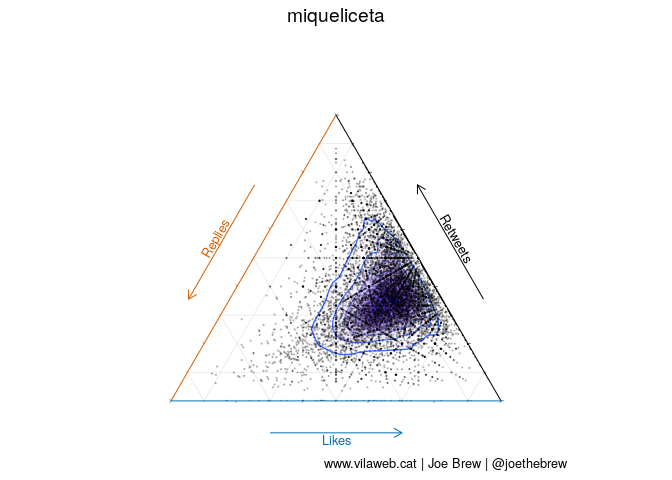 miqueliceta
Replies
Retweets
Likes
www.vilaweb.cat | Joe Brew | @joethebrew